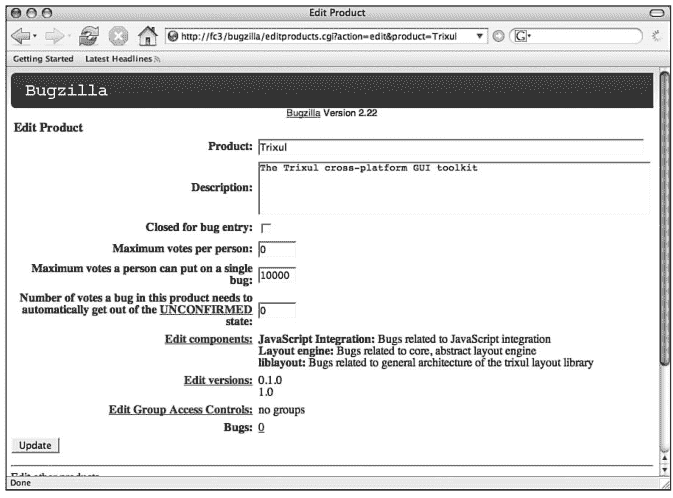 Edit Product
http://fc3/bugzilla/editproducts.cgi?action=edit&product=Trixul
G
Getting Started Latest Headlines
Bugzilla
Bugzilla Version 2.22
Edit Product
Product: Trixul
Description: The Trixul cross-platform GUI toolkit
Closed for bug entry:
Maximum votes per person: 0
Maximum votes a person can put on a single
bug: 10000
Number of votes a bug in this product needs to
automatically get out of the UNCONFIRMED 0
state:
Edit components: JavaScript Integration: Bugs related to JavaScript integration
Layout engine: Bugs related to core, abstract layout engine
liblayout: Bugs related to general architecture of the trixul layout library
Edit versions: 0.1.0
1.0
Edit Group Access Controls: no groups
Bugs: 0
Update
Edit other products
Done